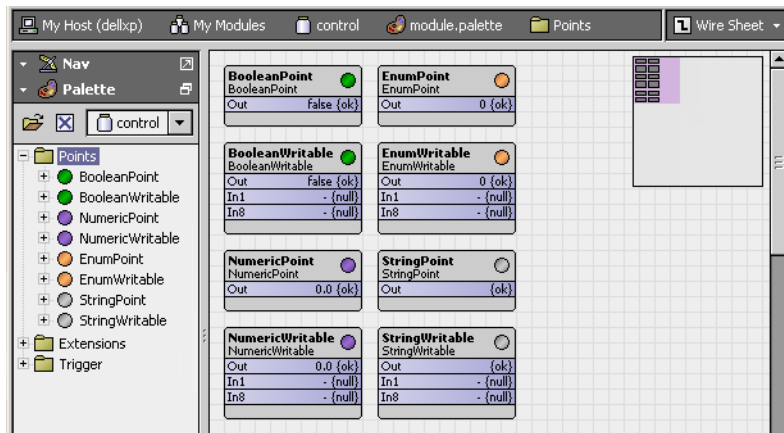 My Host (dellxp) My Modules control module.palette Points Wire Sheet
Nav
Palette
control
Points
BooleanPoint
BooleanWritable
NumericPoint
NumericWritable
EnumPoint
EnumWritable
StringPoint
StringWritable
Extensions
Trigger
BooleanPoint
BooleanPoint
Out false {ok}
EnumPoint
EnumPoint
Out 0 {ok}
BooleanWritable
BooleanWritable
Out false {ok}
In1 - {null}
In8 - {null}
EnumWritable
EnumWritable
Out 0 {ok}
In1 - {null}
In8 - {null}
NumericPoint
NumericPoint
Out 0.0 {ok}
StringPoint
StringPoint
Out {ok}
NumericWritable
NumericWritable
Out 0.0 {ok}
In1 - {null}
In8 - {null}
StringWritable
StringWritable
Out {ok}
In1 - {null}
In8 - {null}